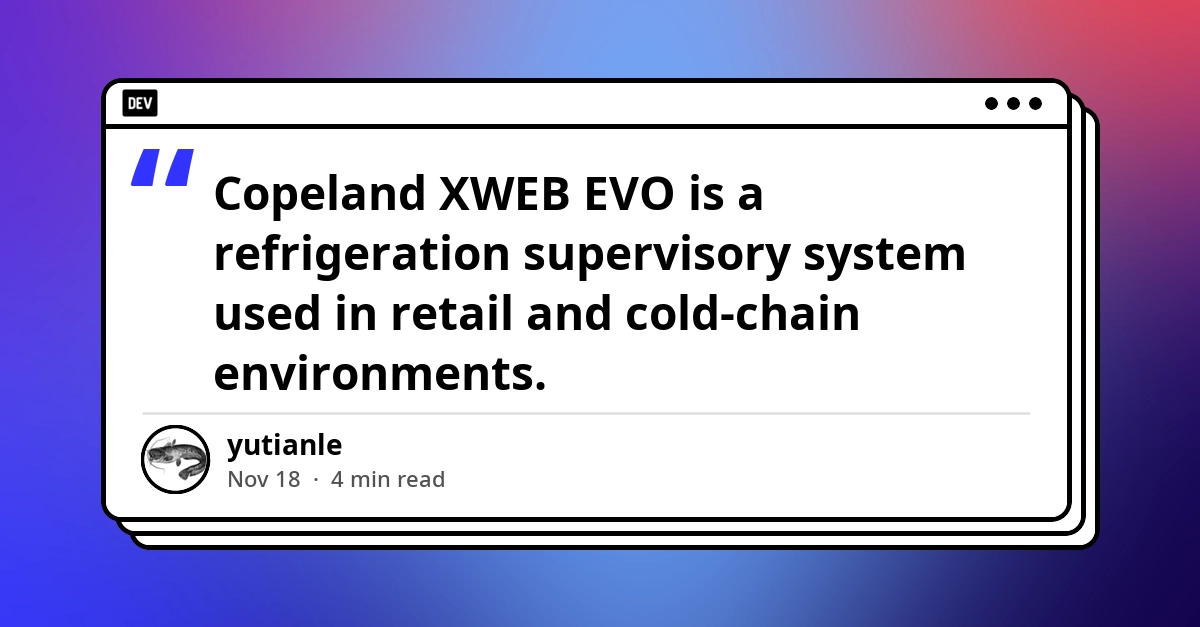 DEV
“
Copeland XWEB EVO is a
refrigeration supervisory system
used in retail and cold-chain
environments.
yutianle
Nov 18 · 4 min read